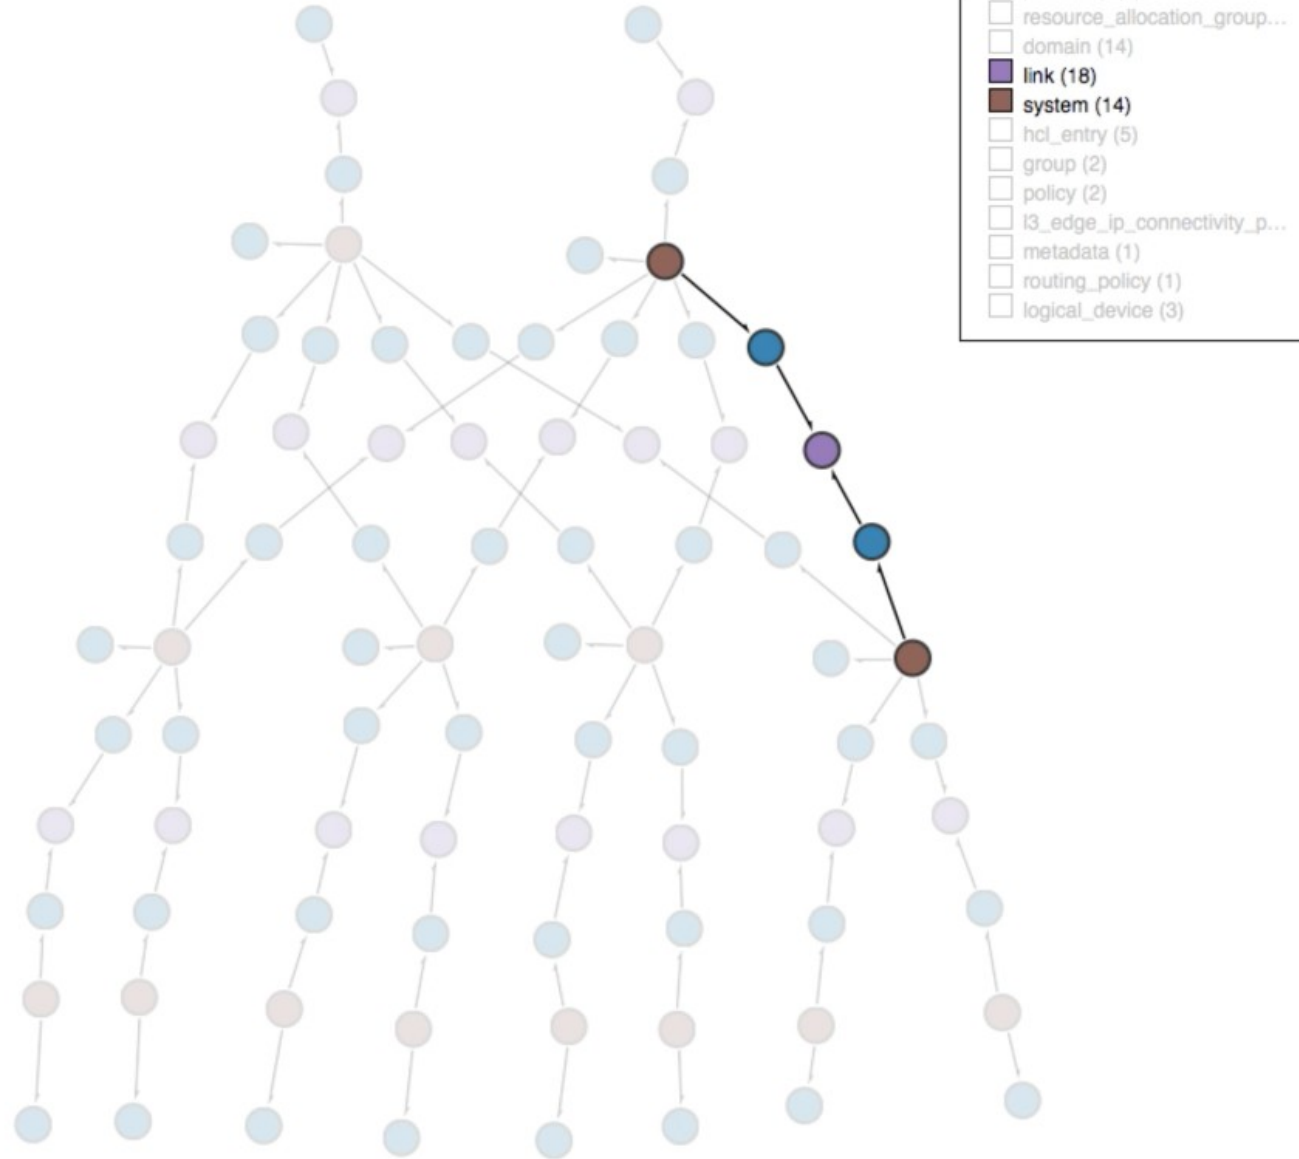 resource_allocation_group...
domain (14)
link (18)
system (14)
hcl_entry (5)
group (2)
policy (2)
l3_edge_ip_connectivity_p...
metadata (1)
routing_policy (1)
logical_device (3)